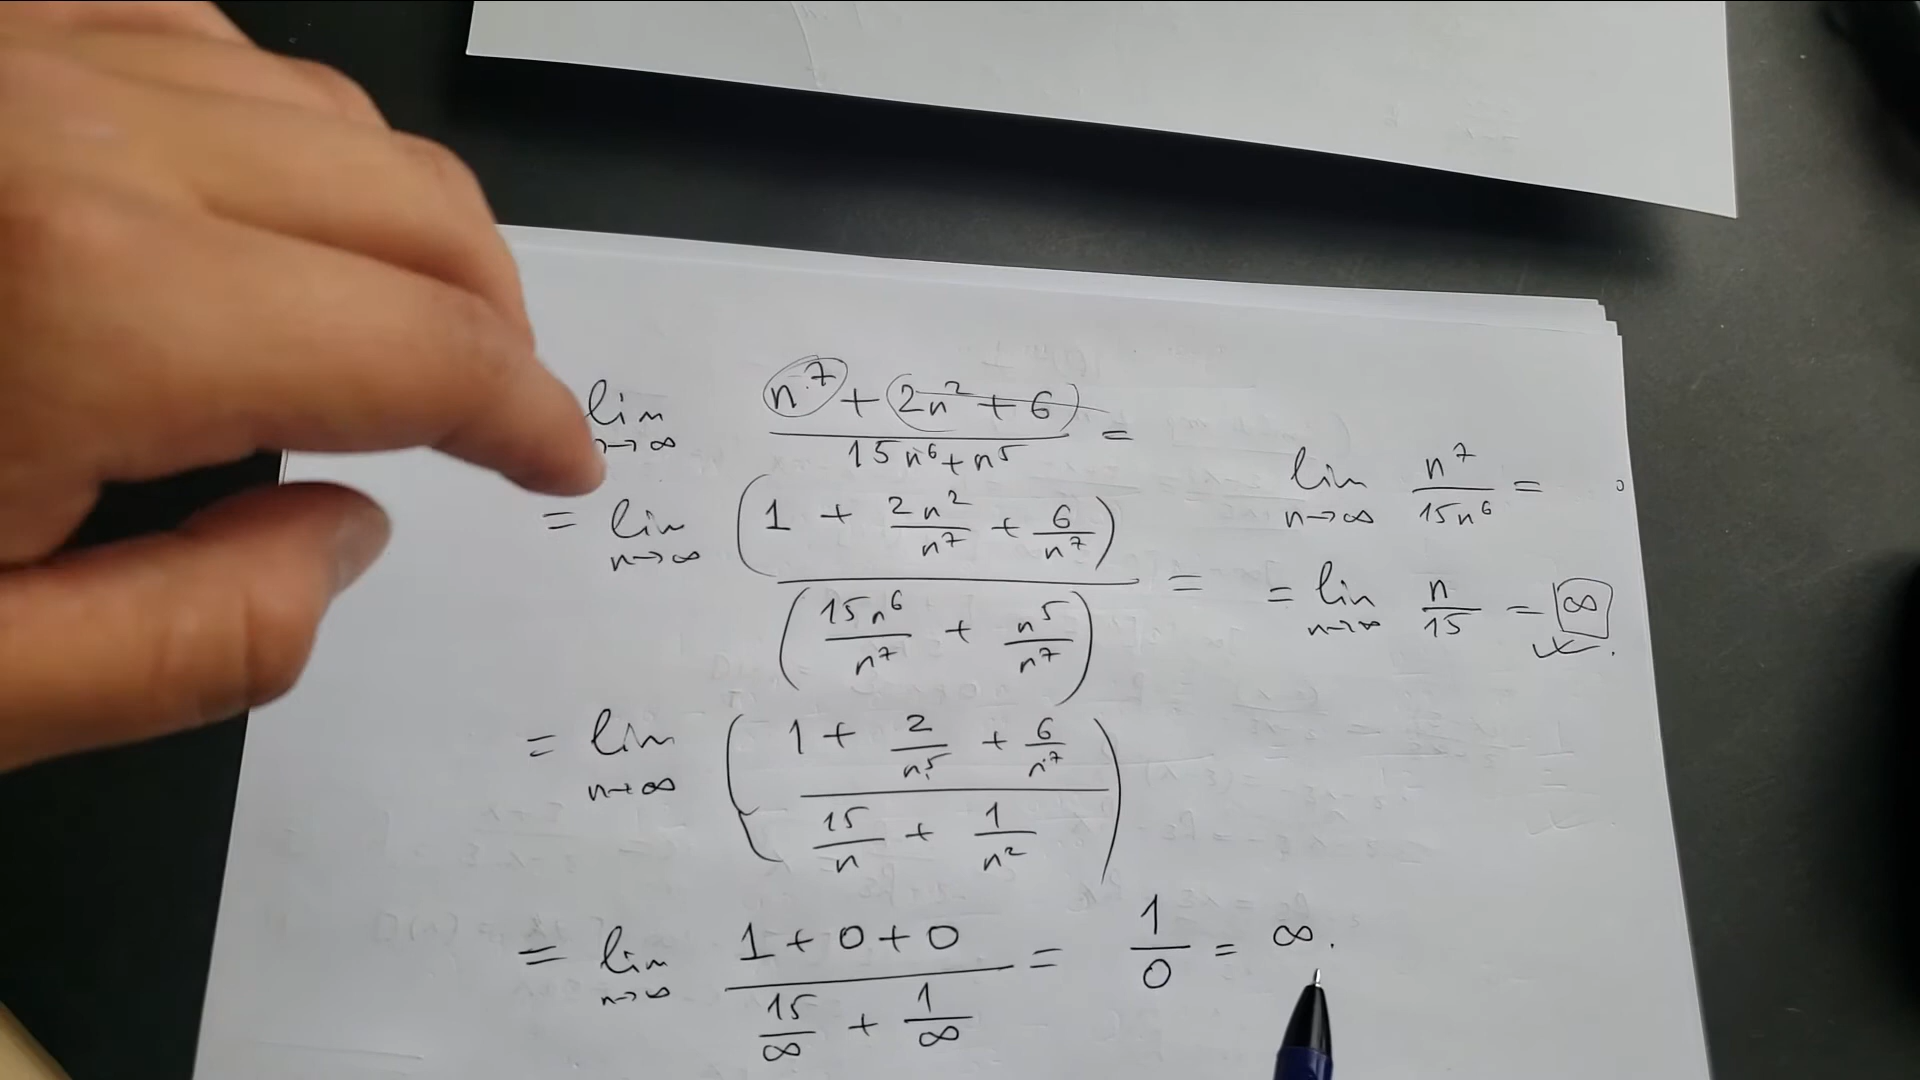 lim n→∞ (n^7 + (2n^2 + 6)) / (15n^6 + n^5) =
= lim n→∞ (1 + 2n^2/n^7 + 6/n^7) / (15n^6/n^7 + n^5/n^7) =
= lim n→∞ ((1 + 2/n^5 + 6/n^7) / (15/n + 1/n^2))
= lim n→∞ (1 + 0 + 0) / (15/∞ + 1/∞) = 1/0 = ∞.
lim n→∞ n^7/15n^6 =
= lim n→∞ n/15 = ∞